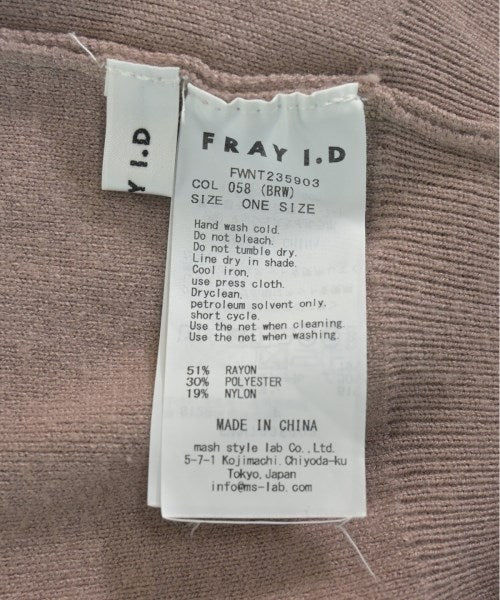 Y I.D
FRAY I.D
FWNT235903
COL 058 (BRW)
SIZE ONE SIZE
Hand wash cold.
Do not bleach.
Do not tumble dry.
Line dry in shade.
Cool iron,
use press cloth.
Dryclean,
petroleum solvent only.
short cycle.
Use the net when cleaning.
Use the net when washing.
51% RAYON
30% POLYESTER
19% NYLON
MADE IN CHINA
mash style lab Co.,Ltd.
5-7-1 Kojimachi,Chiyoda-ku
Tokyo,Japan
info@ms-lab.com